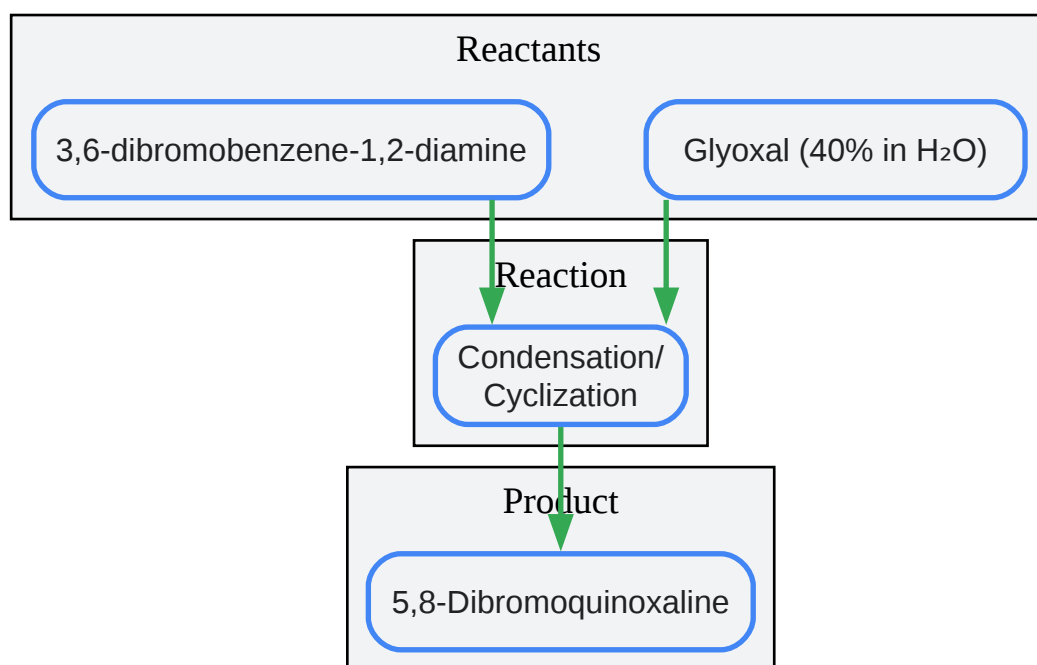 Reactants
3,6-dibromobenzene-1,2-diamine
Glyoxal (40% in H₂O)
Reaction
Condensation/
Cyclization
Product
5,8-Dibromoquinoxaline